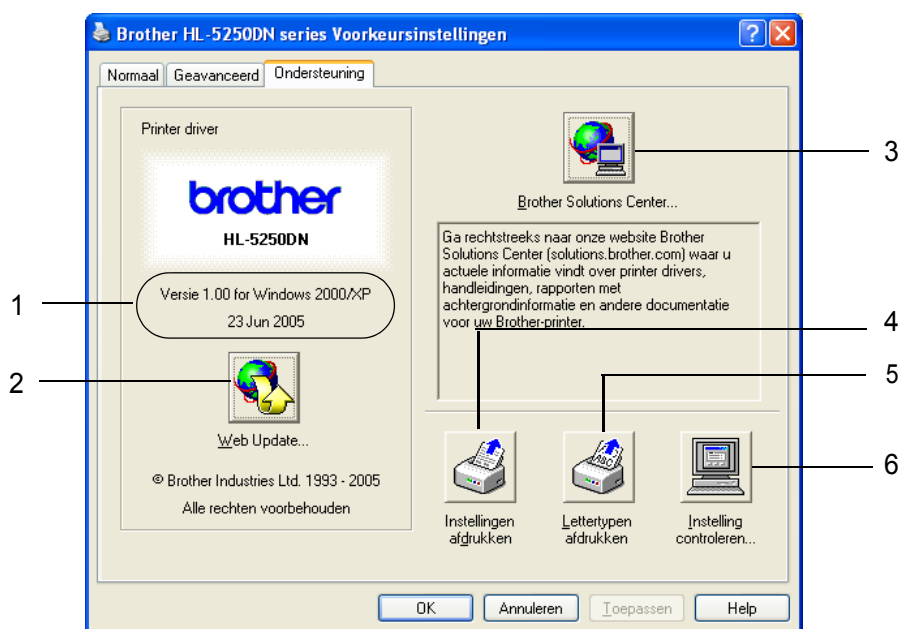 Brother HL-5250DN series Voorkeursinstellingen
Normaal
Geavanceerd
Ondersteuning
Printer driver
brother
HL-5250DN
Versie 1.00 for Windows 2000/XP
23 Jun 2005
Web Update...
© Brother Industries Ltd. 1993 - 2005
Alle rechten voorbehouden
Brother Solutions Center...
Ga rechtstreeks naar onze website Brother
Solutions Center (solutions.brother.com) waar u
actuele informatie vindt over printer drivers,
handleidingen, rapporten met
achtergrondinformatie en andere documentatie
voor uw Brother-printer.
Instellingen
afdrukken
ABC
Lettertypen
afdrukken
Instelling
controleren...
OK
Annuleren
Toepassen
Help
1
2
3
4
5
6